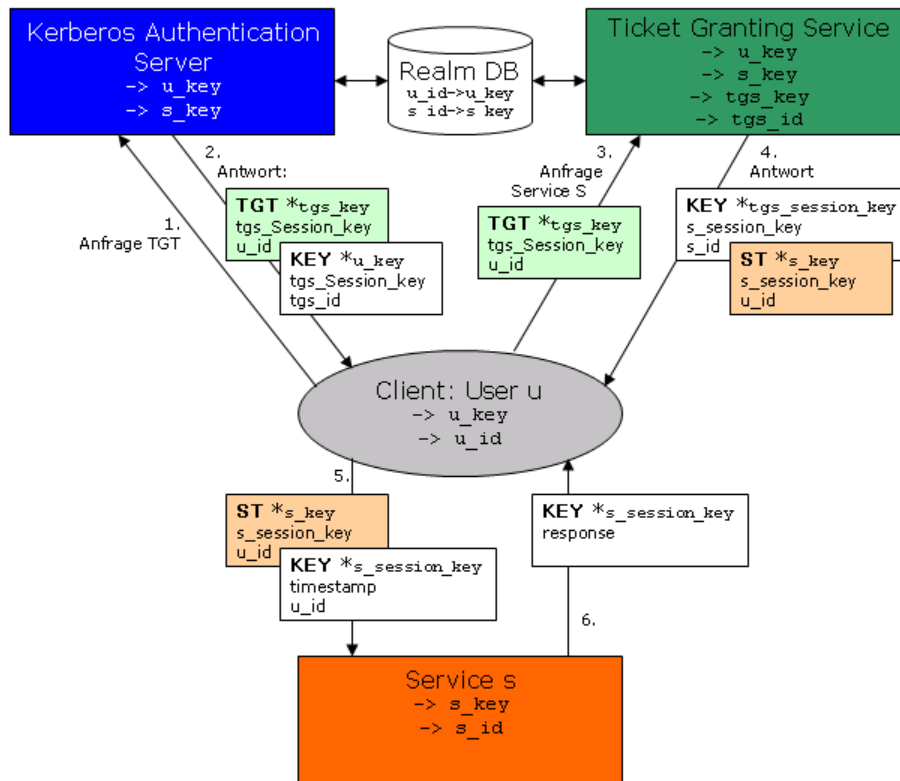 Kerberos Authentication
Server
-> u_key
-> s_key
Realm DB
u_id->u_key
s_id->s_key
Ticket Granting Service
-> u_key
-> s_key
-> tgs_key
-> tgs_id
1.
Anfrage TGT
2.
Antwort:
TGT *tgs_key
tgs_Session_key
u_id
KEY *u_key
tgs_Session_key
tgs_id
3.
Anfrage
Service S
TGT *tgs_key
tgs_Session_key
u_id
4.
Antwort
KEY *tgs_session_key
s_session_key
s_id
ST *s_key
s_session_key
u_id
Client: User u
-> u_key
-> u_id
5.
ST *s_key
s_session_key
u_id
KEY *s_session_key
timestamp
u_id
KEY *s_session_key
response
6.
Service s
-> s_key
-> s_id